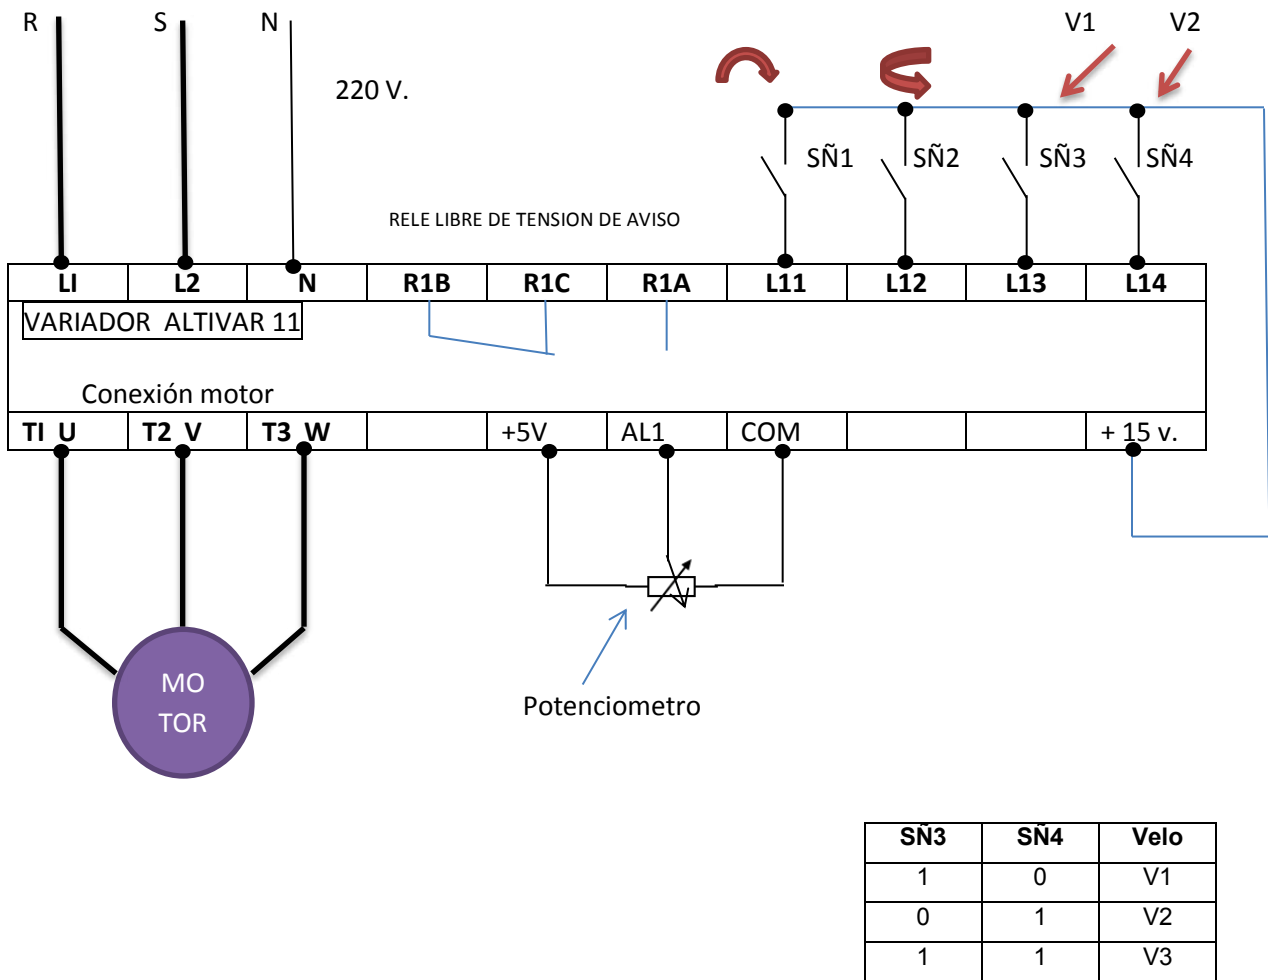 R S N V1 V2
220 V.
SÑ1 SÑ2 SÑ3 SÑ4
RELE LIBRE DE TENSION DE AVISO
LI L2 N R1B R1C R1A L11 L12 L13 L14
VARIADOR ALTIVAR 11
Conexión motor
TI U T2 V T3 W +5V AL1 COM + 15 v.
MO
TOR
Potenciometro
SÑ3 SÑ4 Velo
1 0 V1
0 1 V2
1 1 V3